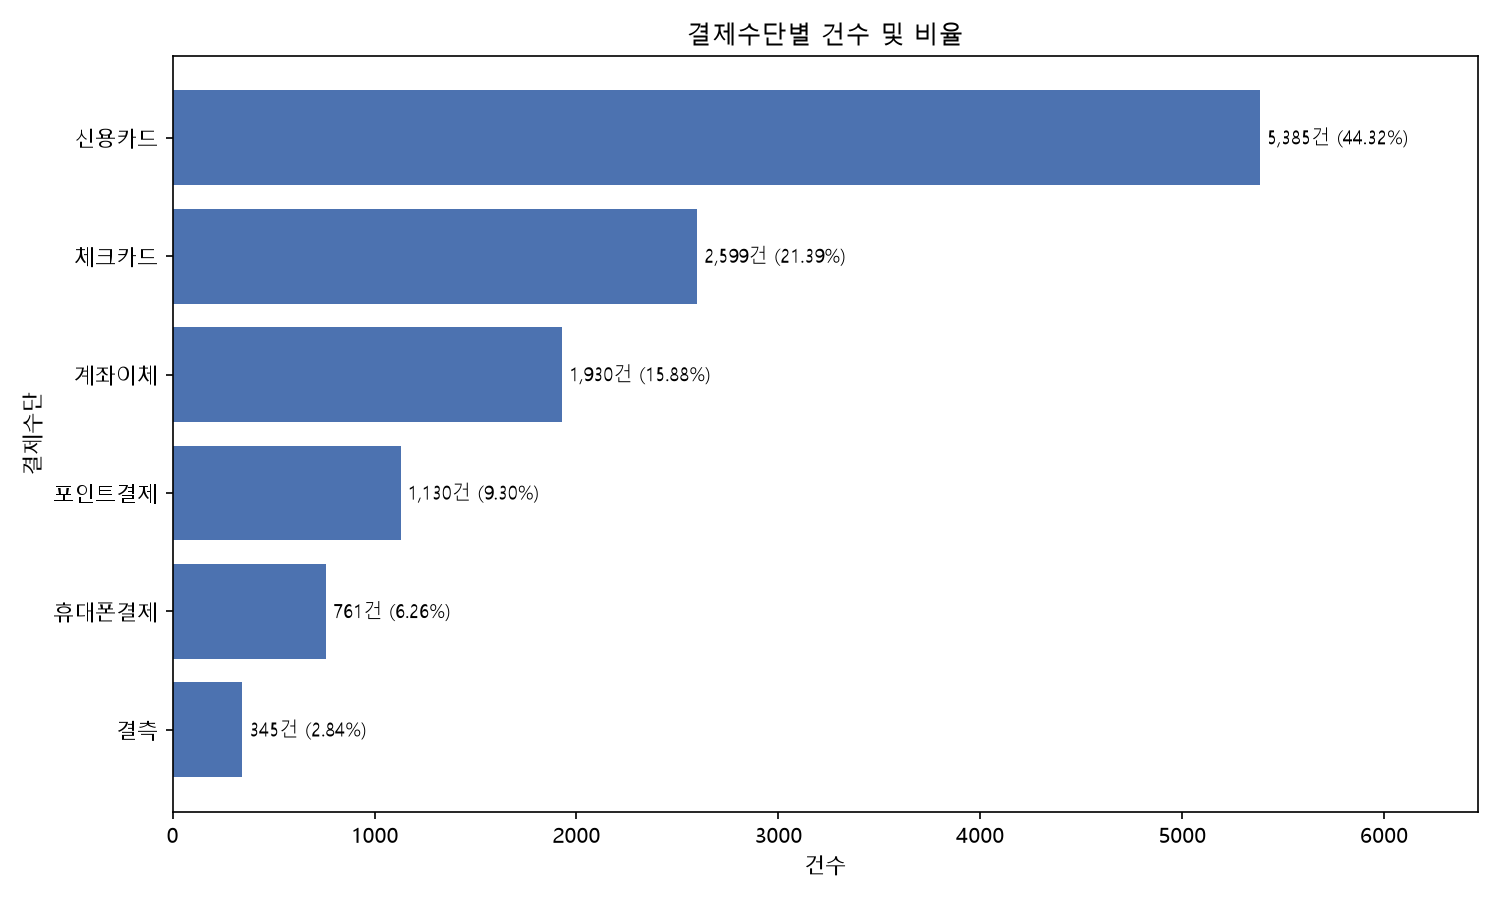 결제수단별 건수 및 비율
신용카드
5,385건 (44.32%)
체크카드
2,599건 (21.39%)
계좌이체
1,930건 (15.88%)
포인트결제
1,130건 (9.30%)
휴대폰결제
761건 (6.26%)
결측
345건 (2.84%)
결제수단
0 1000 2000 3000 4000 5000 6000
건수